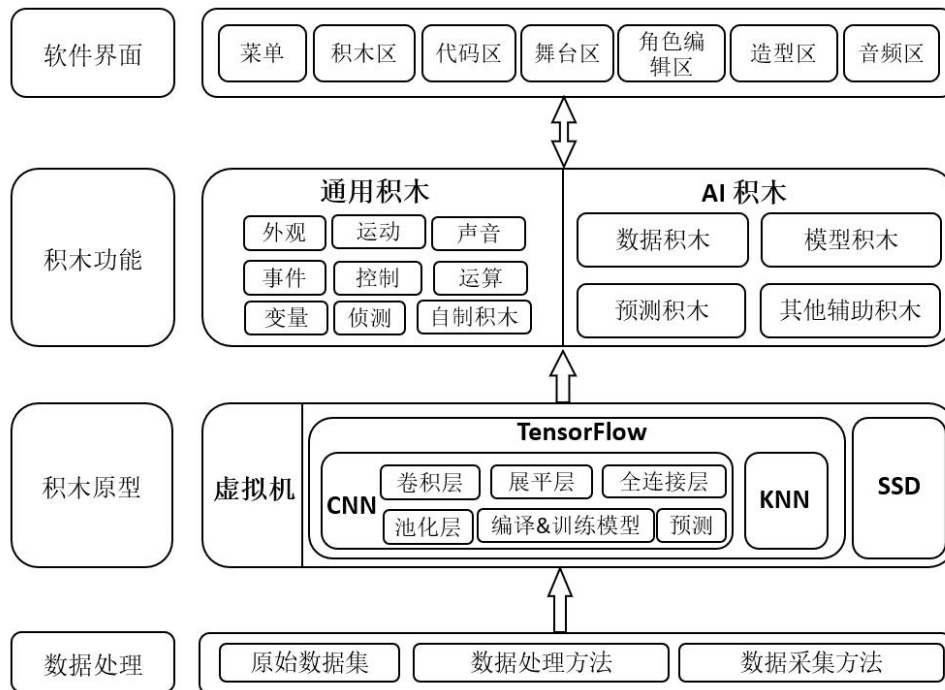 软件界面
菜单
积木区
代码区
舞台区
角色编
辑区
造型区
音频区
积木功能
通用积木
外观
运动
声音
事件
控制
运算
变量
侦测
自制积木
AI 积木
数据积木
模型积木
预测积木
其他辅助积木
积木原型
虚拟机
TensorFlow
CNN
卷积层
展平层
全连接层
池化层
编译&训练模型
预测
KNN
SSD
数据处理
原始数据集
数据处理方法
数据采集方法